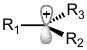 +
R₃
R₁
R₂